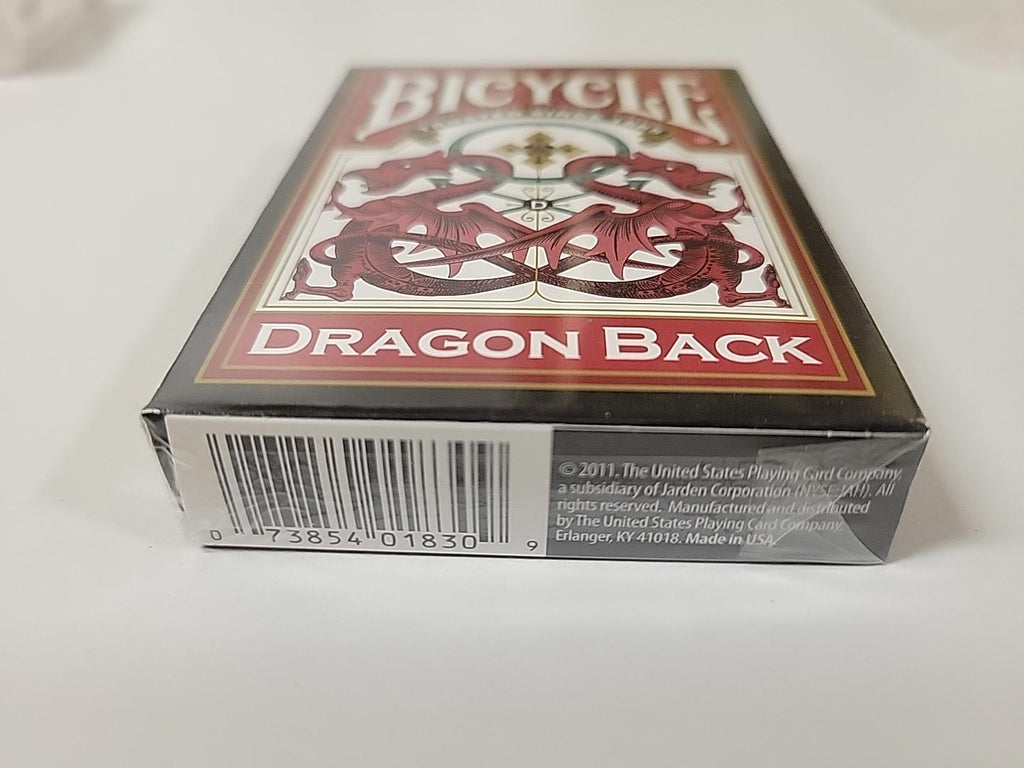 BICYCLE
®
D
DRAGON BACK
© 2011. The United States Playing Card Company,
a subsidiary of Jarden Corporation (NYSE:JAH). All
rights reserved. Manufactured and distributed
by The United States Playing Card Company,
Erlanger, KY 41018. Made in USA.
0 73854 01830 9